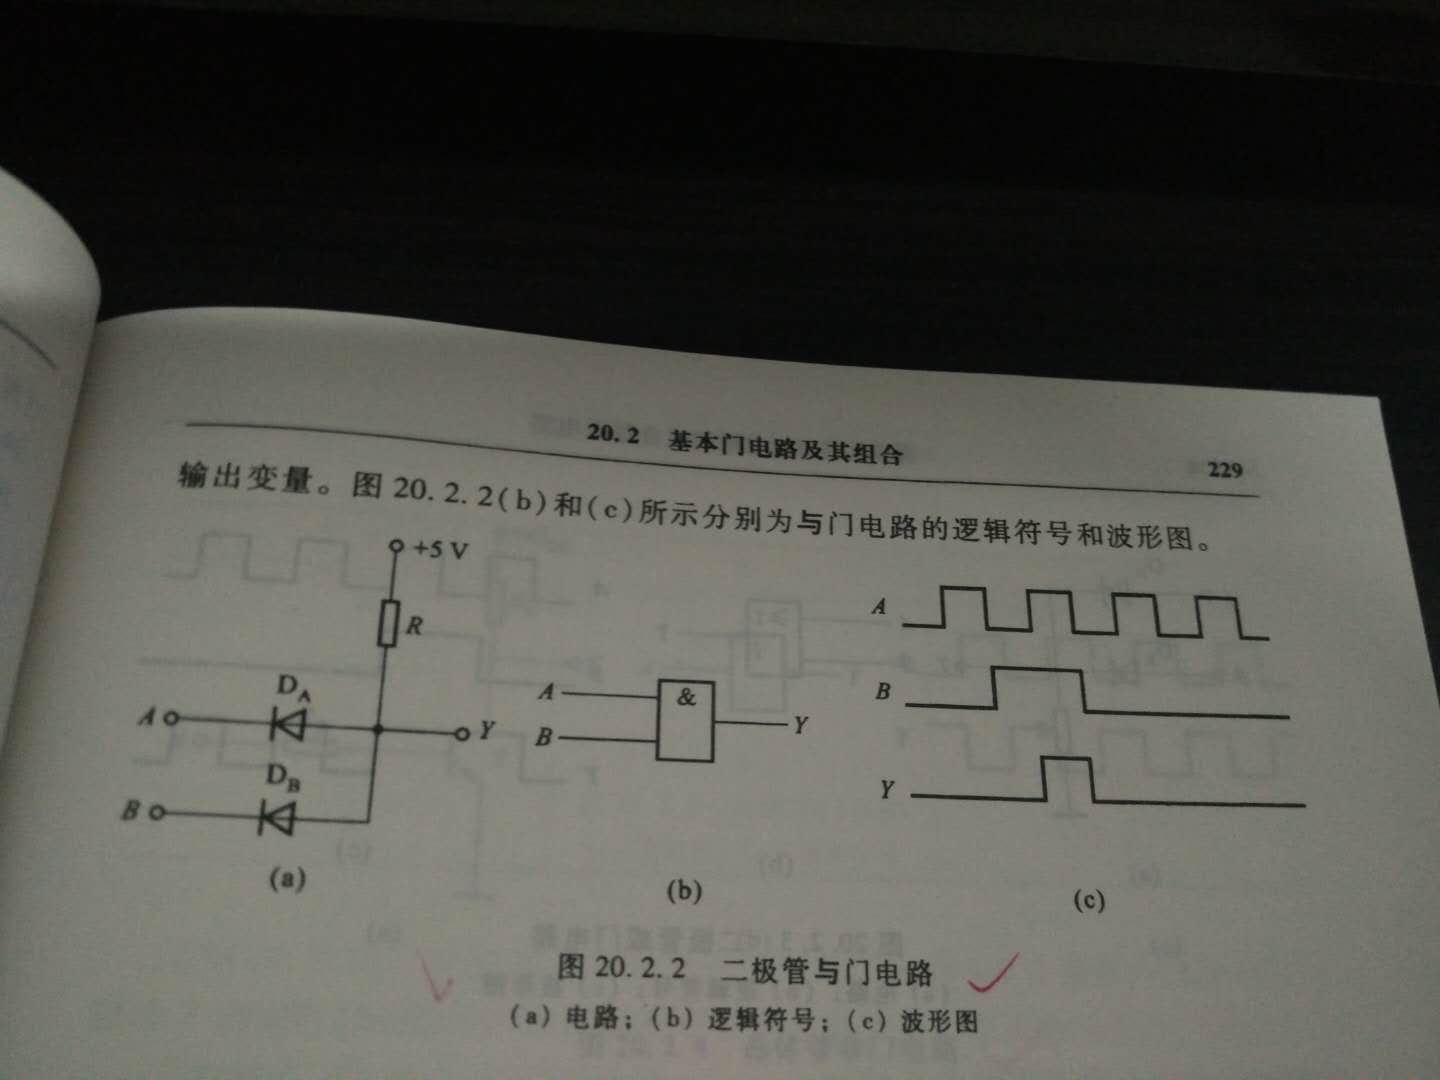 20.2 基本门电路及其组合 229
输出变量。图 20.2.2(b)和(c)所示分别为与门电路的逻辑符号和波形图。
+5 V
R
D_A
A
Y
D_B
B
(a)
A
B
&
Y
(b)
A
B
Y
(c)
图 20.2.2 二极管与门电路
(a) 电路; (b) 逻辑符号; (c) 波形图